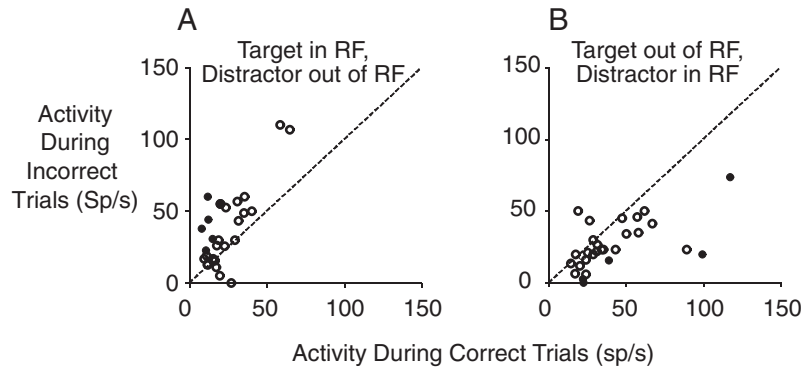 A
Target in RF,
Distractor out of RF
Activity
During
Incorrect
Trials (Sp/s)
150
100
50
0
0
50
100
150
B
Target out of RF,
Distractor in RF
150
100
50
0
0
50
100
150
Activity During Correct Trials (sp/s)